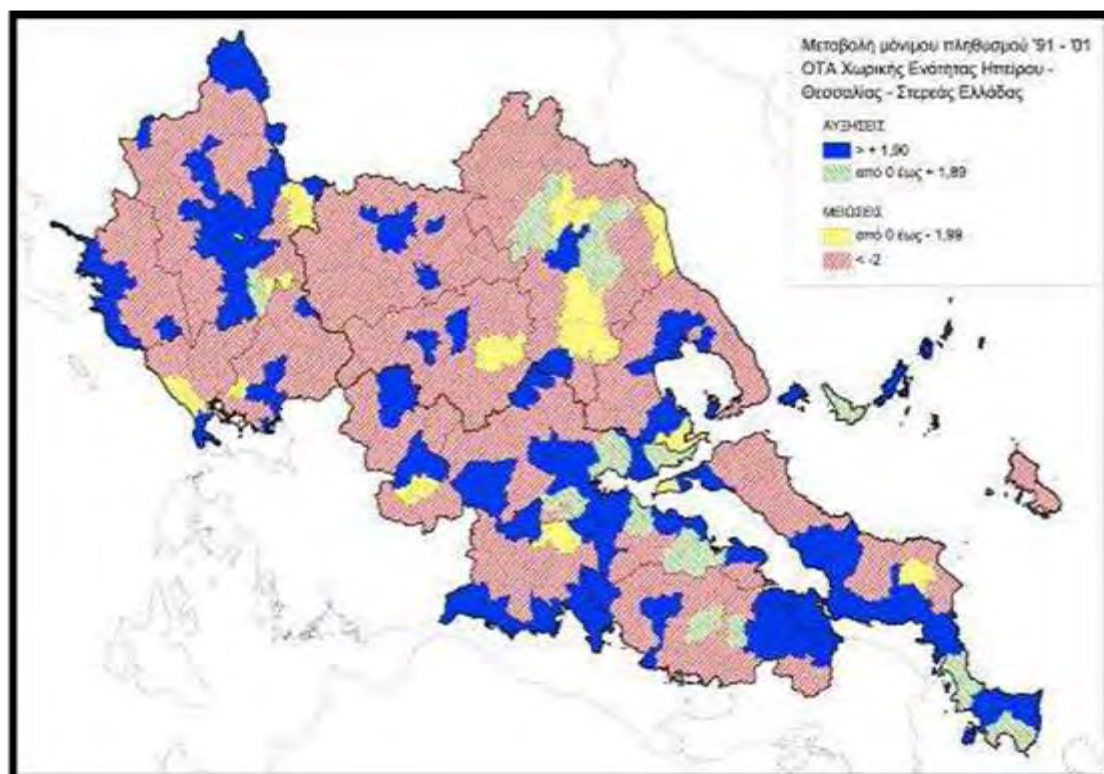 Μεταβολή μόνιμου πληθυσμού '91 - '01
ΟΤΑ Χωρικής Ενότητας Ηπείρου -
Θεσσαλίας - Στερεάς Ελλάδας
ΑΥΞΗΣΕΙΣ
> + 1,90
από 0 έως + 1,89
ΜΕΙΩΣΕΙΣ
από 0 έως - 1,99
< -2